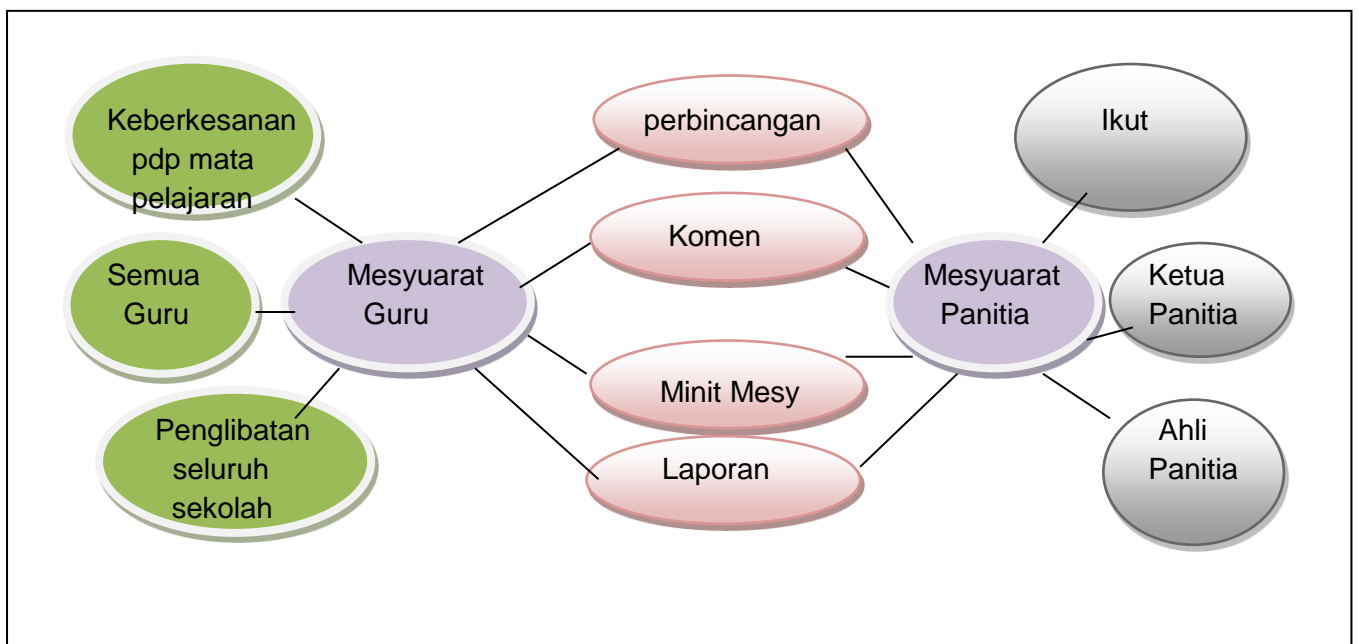 Keberkesanan
pdp mata
pelajaran
perbincangan
Ikut
Komen
Semua
Guru
Mesyuarat
Guru
Mesyuarat
Panitia
Ketua
Panitia
Minit Mesy
Penglibatan
seluruh
sekolah
Laporan
Ahli
Panitia